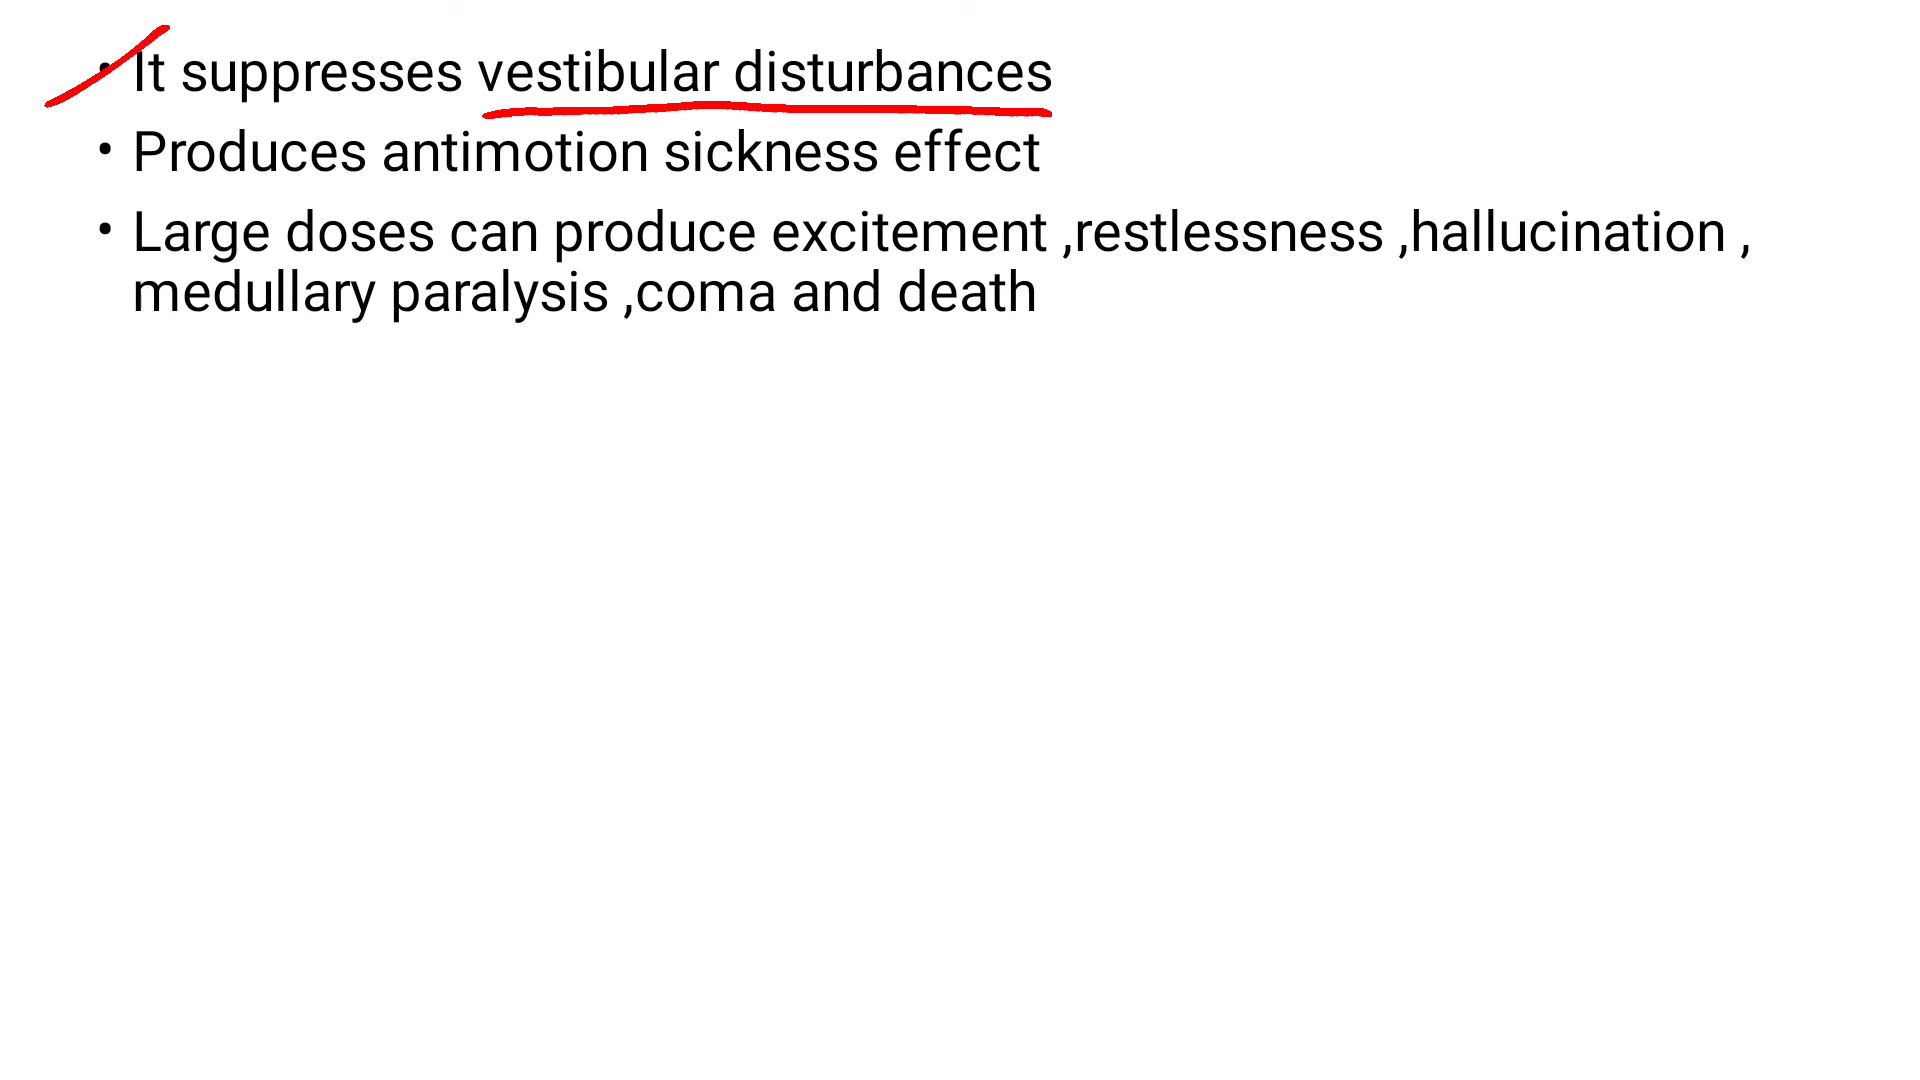 • It suppresses vestibular disturbances
• Produces antimotion sickness effect
• Large doses can produce excitement ,restlessness ,hallucination ,
medullary paralysis ,coma and death